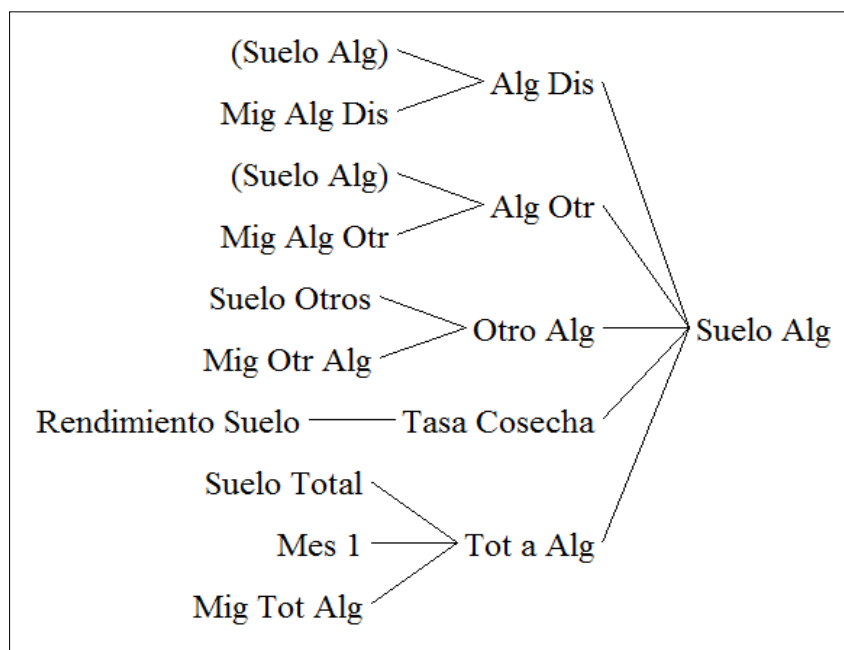 (Suelo Alg)
Alg Dis
Mig Alg Dis
(Suelo Alg)
Alg Otr
Mig Alg Otr
Suelo Otros
Otro Alg
Suelo Alg
Mig Otr Alg
Rendimiento Suelo
Tasa Cosecha
Suelo Total
Mes 1
Tot a Alg
Mig Tot Alg